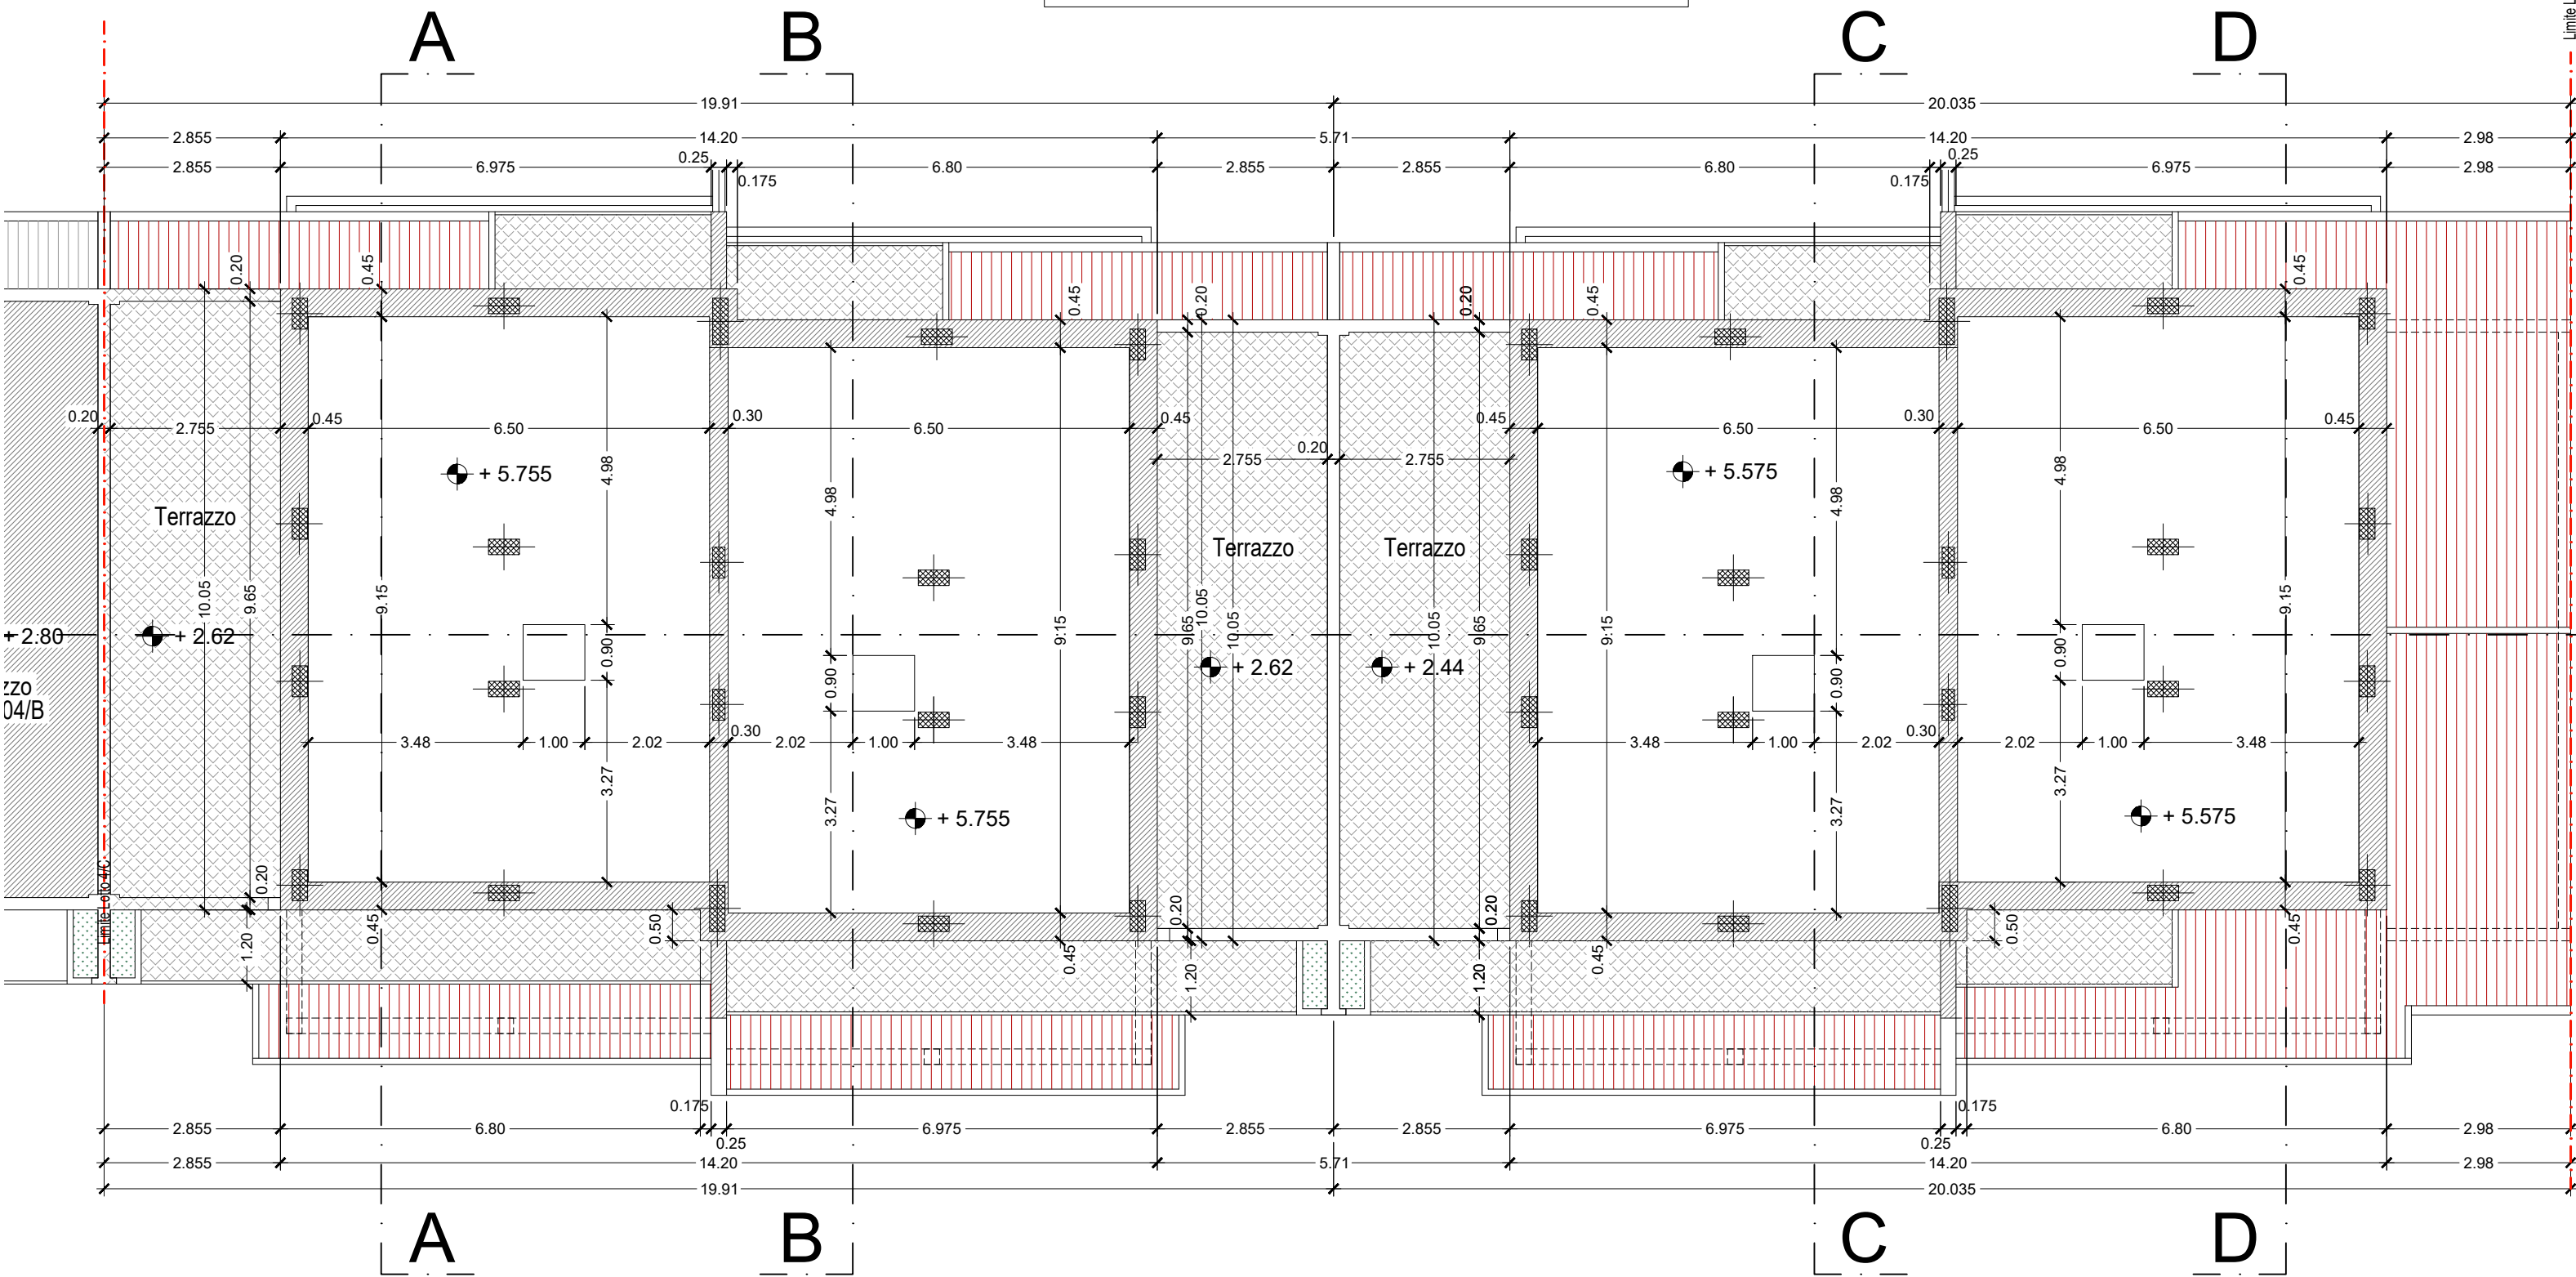 A B C D
Limite L
19.91 20.035
2.855 14.20 5.71 14.20 2.98
2.855 6.975 0.25 0.175 6.80 2.855 2.855 6.80 0.175 0.25 6.975 2.98
0.20 0.45 0.45 0.20 0.20 0.45 0.45
0.20 2.755 0.45 6.50 0.30 6.50 0.45 2.755 0.20 2.755 0.45 6.50 0.30 6.50 0.45
4.98 4.98 4.98 4.98
+ 5.755 + 5.575
Terrazzo Terrazzo Terrazzo
10.05 9.65 9.15 9.15 9.65 10.05 10.05 10.05 9.65 9.15 9.15
+ 2.80 + 2.62 + 2.62 + 2.44
0.90 0.90 0.90 0.90
zzo
04/B
3.48 1.00 2.02 0.30 2.02 1.00 3.48 3.48 1.00 2.02 0.30 2.02 1.00 3.48
3.27 3.27 3.27 3.27
+ 5.755 + 5.575
Limite Lotto 4/C
0.20 1.20 0.45 0.50 0.45 0.20 1.20 0.20 1.20 0.45 0.50 0.45
2.855 6.80 0.175 0.25 6.975 2.855 2.855 6.975 0.25 0.175 6.80 2.98
2.855 14.20 5.71 14.20 2.98
19.91 20.035
A B C D